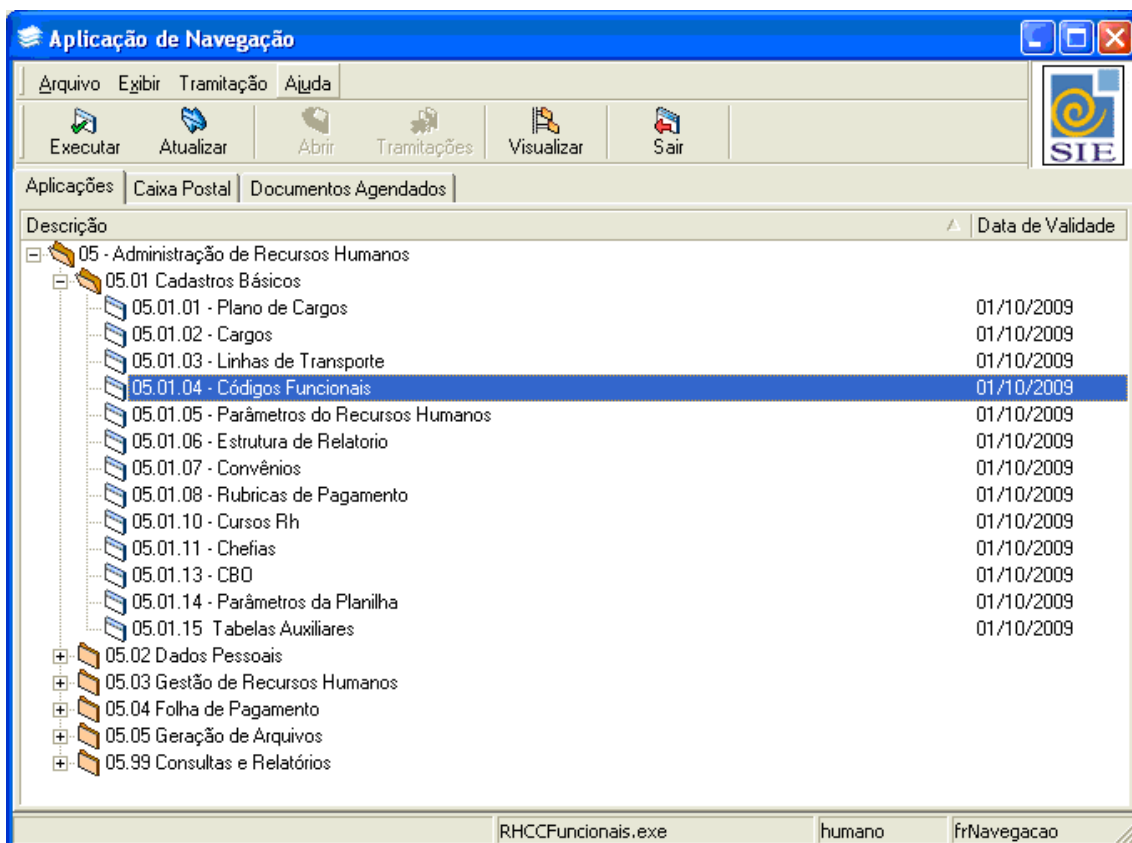 Aplicação de Navegação
Arquivo Exibir Tramitação Ajuda
Executar Atualizar Abrir Tramitações Visualizar Sair
SIE
Aplicações Caixa Postal Documentos Agendados
Descrição Data de Validade
05 - Administração de Recursos Humanos
05.01 Cadastros Básicos
05.01.01 - Plano de Cargos 01/10/2009
05.01.02 - Cargos 01/10/2009
05.01.03 - Linhas de Transporte 01/10/2009
05.01.04 - Códigos Funcionais 01/10/2009
05.01.05 - Parâmetros do Recursos Humanos 01/10/2009
05.01.06 - Estrutura de Relatorio 01/10/2009
05.01.07 - Convênios 01/10/2009
05.01.08 - Rubricas de Pagamento 01/10/2009
05.01.10 - Cursos Rh 01/10/2009
05.01.11 - Chefias 01/10/2009
05.01.13 - CBO 01/10/2009
05.01.14 - Parâmetros da Planilha 01/10/2009
05.01.15 Tabelas Auxiliares 01/10/2009
05.02 Dados Pessoais
05.03 Gestão de Recursos Humanos
05.04 Folha de Pagamento
05.05 Geração de Arquivos
05.99 Consultas e Relatórios
RHCCFuncionais.exe humano frNavegacao